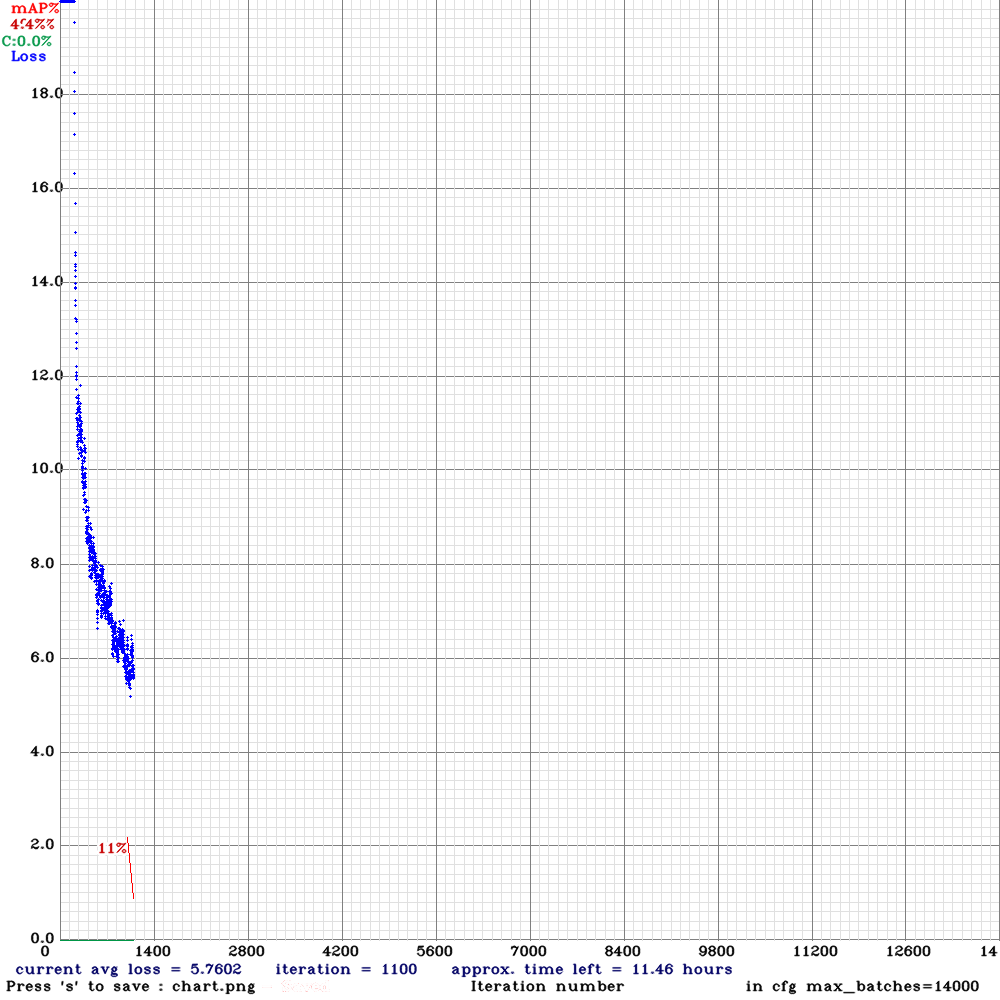 mAP%
C:0.0%
Loss
18.0
16.0
14.0
12.0
10.0
8.0
6.0
4.0
2.0
11%
0.0
0 1400 2800 4200 5600 7000 8400 9800 11200 12600 14
current avg loss = 5.7602 iteration = 1100 approx. time left = 11.46 hours
Press 's' to save : chart.png Iteration number in cfg max_batches=14000